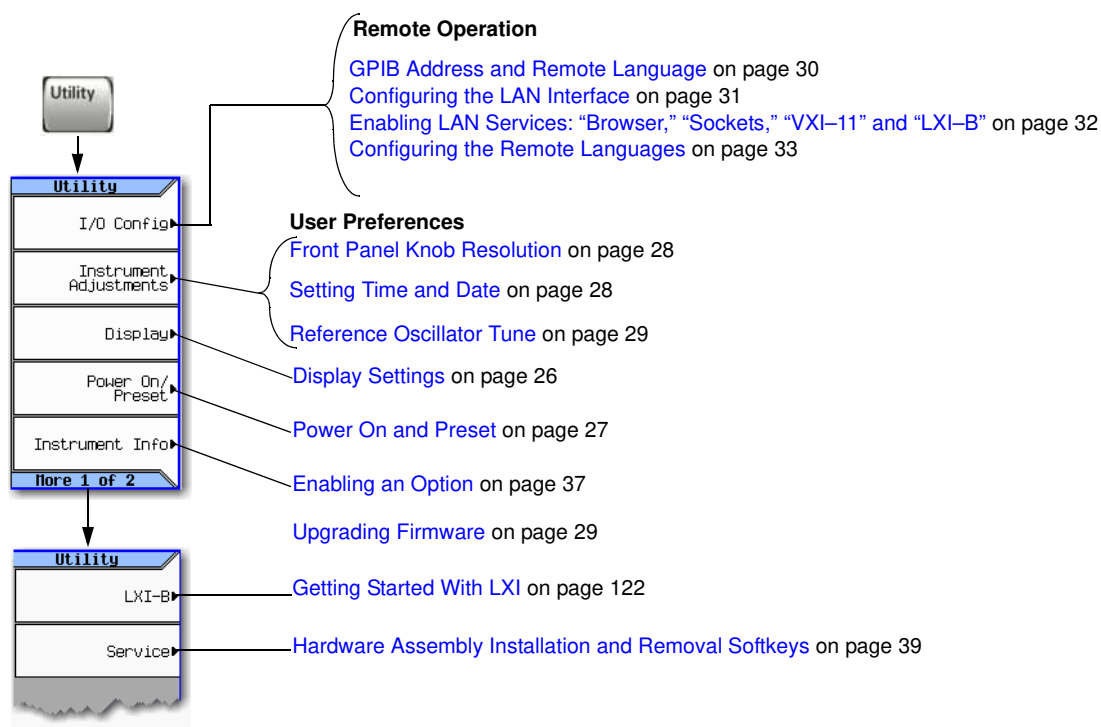 Utility
Utility
I/O Config
Instrument
Adjustments
Display
Power On/
Preset
Instrument Info
More 1 of 2
Utility
LXI-B
Service
Remote Operation
GPIB Address and Remote Language on page 30
Configuring the LAN Interface on page 31
Enabling LAN Services: “Browser,” “Sockets,” “VXI–11” and “LXI–B” on page 32
Configuring the Remote Languages on page 33
User Preferences
Front Panel Knob Resolution on page 28
Setting Time and Date on page 28
Reference Oscillator Tune on page 29
Display Settings on page 26
Power On and Preset on page 27
Enabling an Option on page 37
Upgrading Firmware on page 29
Getting Started With LXI on page 122
Hardware Assembly Installation and Removal Softkeys on page 39